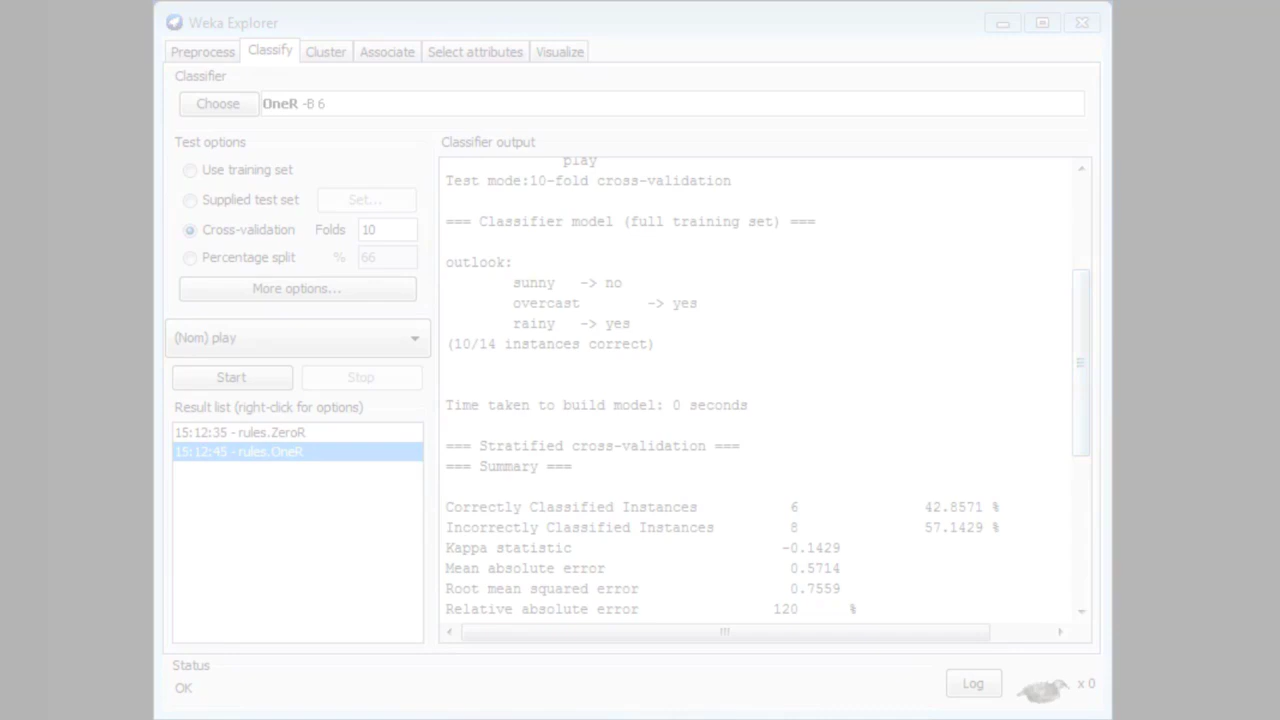 Weka Explorer
Preprocess Classify Cluster Associate Select attributes Visualize
Classifier
Choose OneR -B 6
Test options
Use training set
Supplied test set Set...
Cross-validation Folds 10
Percentage split % 66
More options...
(Nom) play
Start Stop
Result list (right-click for options)
15:12:35 - rules.ZeroR
15:12:45 - rules.OneR
Classifier output
play
Test mode:10-fold cross-validation
=== Classifier model (full training set) ===
outlook:
sunny -> no
overcast -> yes
rainy -> yes
(10/14 instances correct)
Time taken to build model: 0 seconds
=== Stratified cross-validation ===
=== Summary ===
Correctly Classified Instances 6 42.8571 %
Incorrectly Classified Instances 8 57.1429 %
Kappa statistic -0.1429
Mean absolute error 0.5714
Root mean squared error 0.7559
Relative absolute error 120 %
Status
OK
Log
x 0